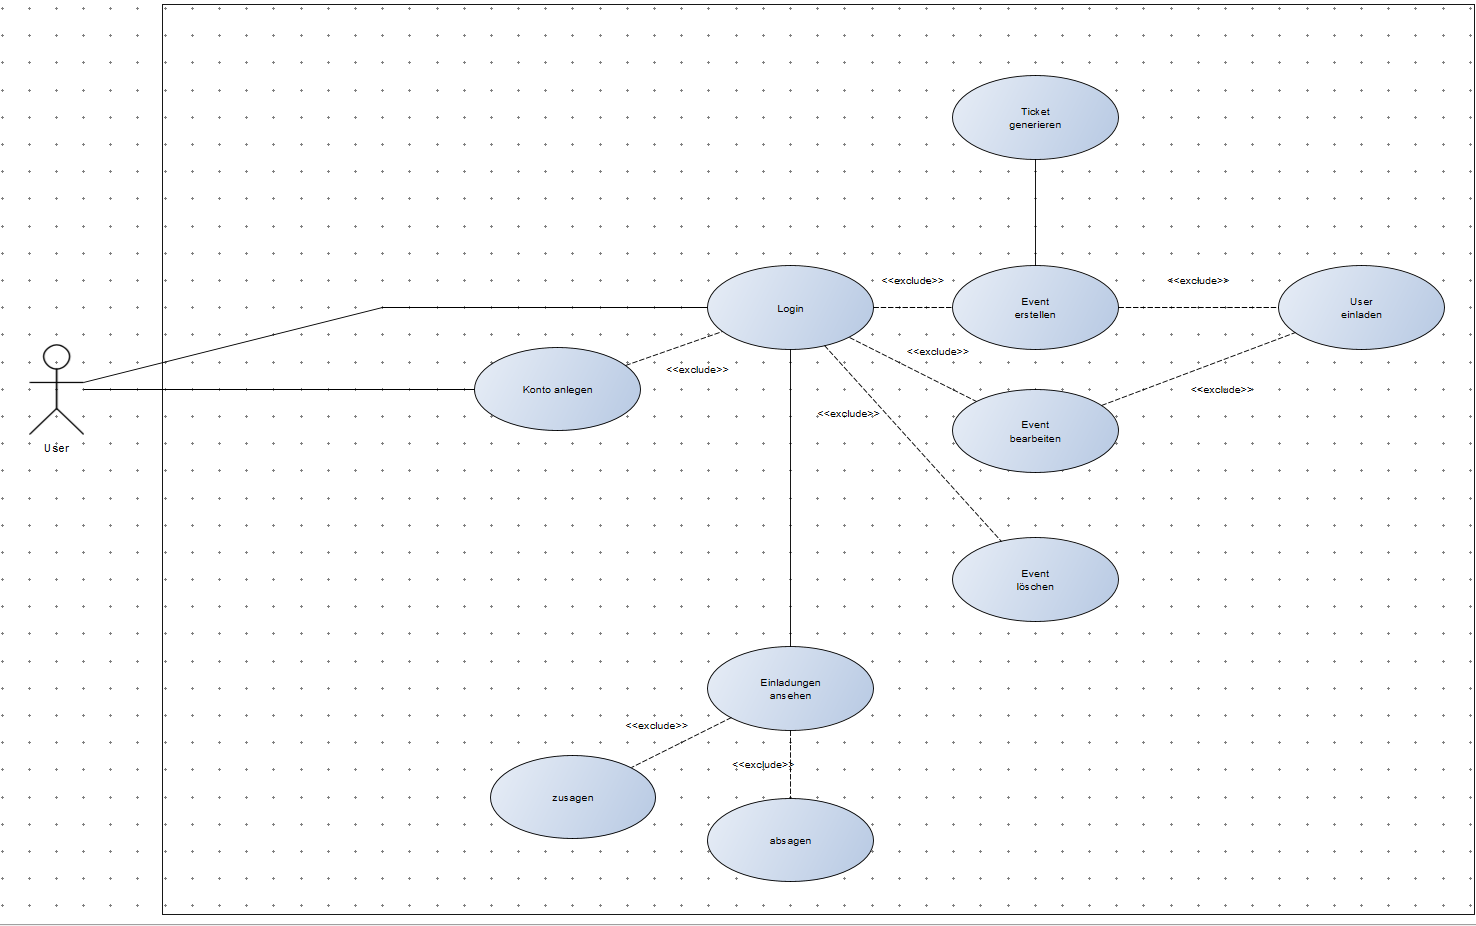 Ticket
generieren
<<exclude>>
<<exclude>>
Login
Event
erstellen
User
einladen
<<exclude>>
<<exclude>>
Konto anlegen
<<exclude>>
<<exclude>>
Event
bearbeiten
User
Event
löschen
Einladungen
ansehen
<<exclude>>
<<exclude>>
zusagen
absagen